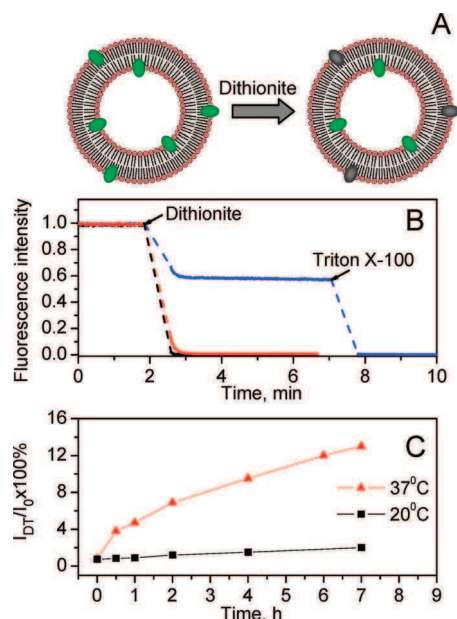 A
Dithionite
B
Fluorescence intensity
1.0
0.8
0.6
0.4
0.2
0.0
Dithionite
Triton X-100
0 2 4 6 8 10
Time, min
C
I_DT/I_0x100%
16
12
8
4
0
37⁰C
20⁰C
0 1 2 3 4 5 6 7 8 9
Time, h